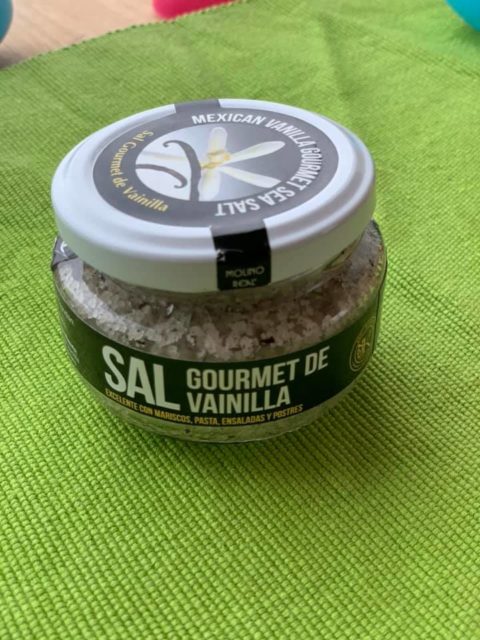 MEXICAN VANILLA GOURMET SEA SALT
Sal Gourmet de Vainilla
MOLINO
REAL
SAL GOURMET DE
VAINILLA
EXCELENTE CON MARISCOS, PASTA, ENSALADAS Y POSTRES